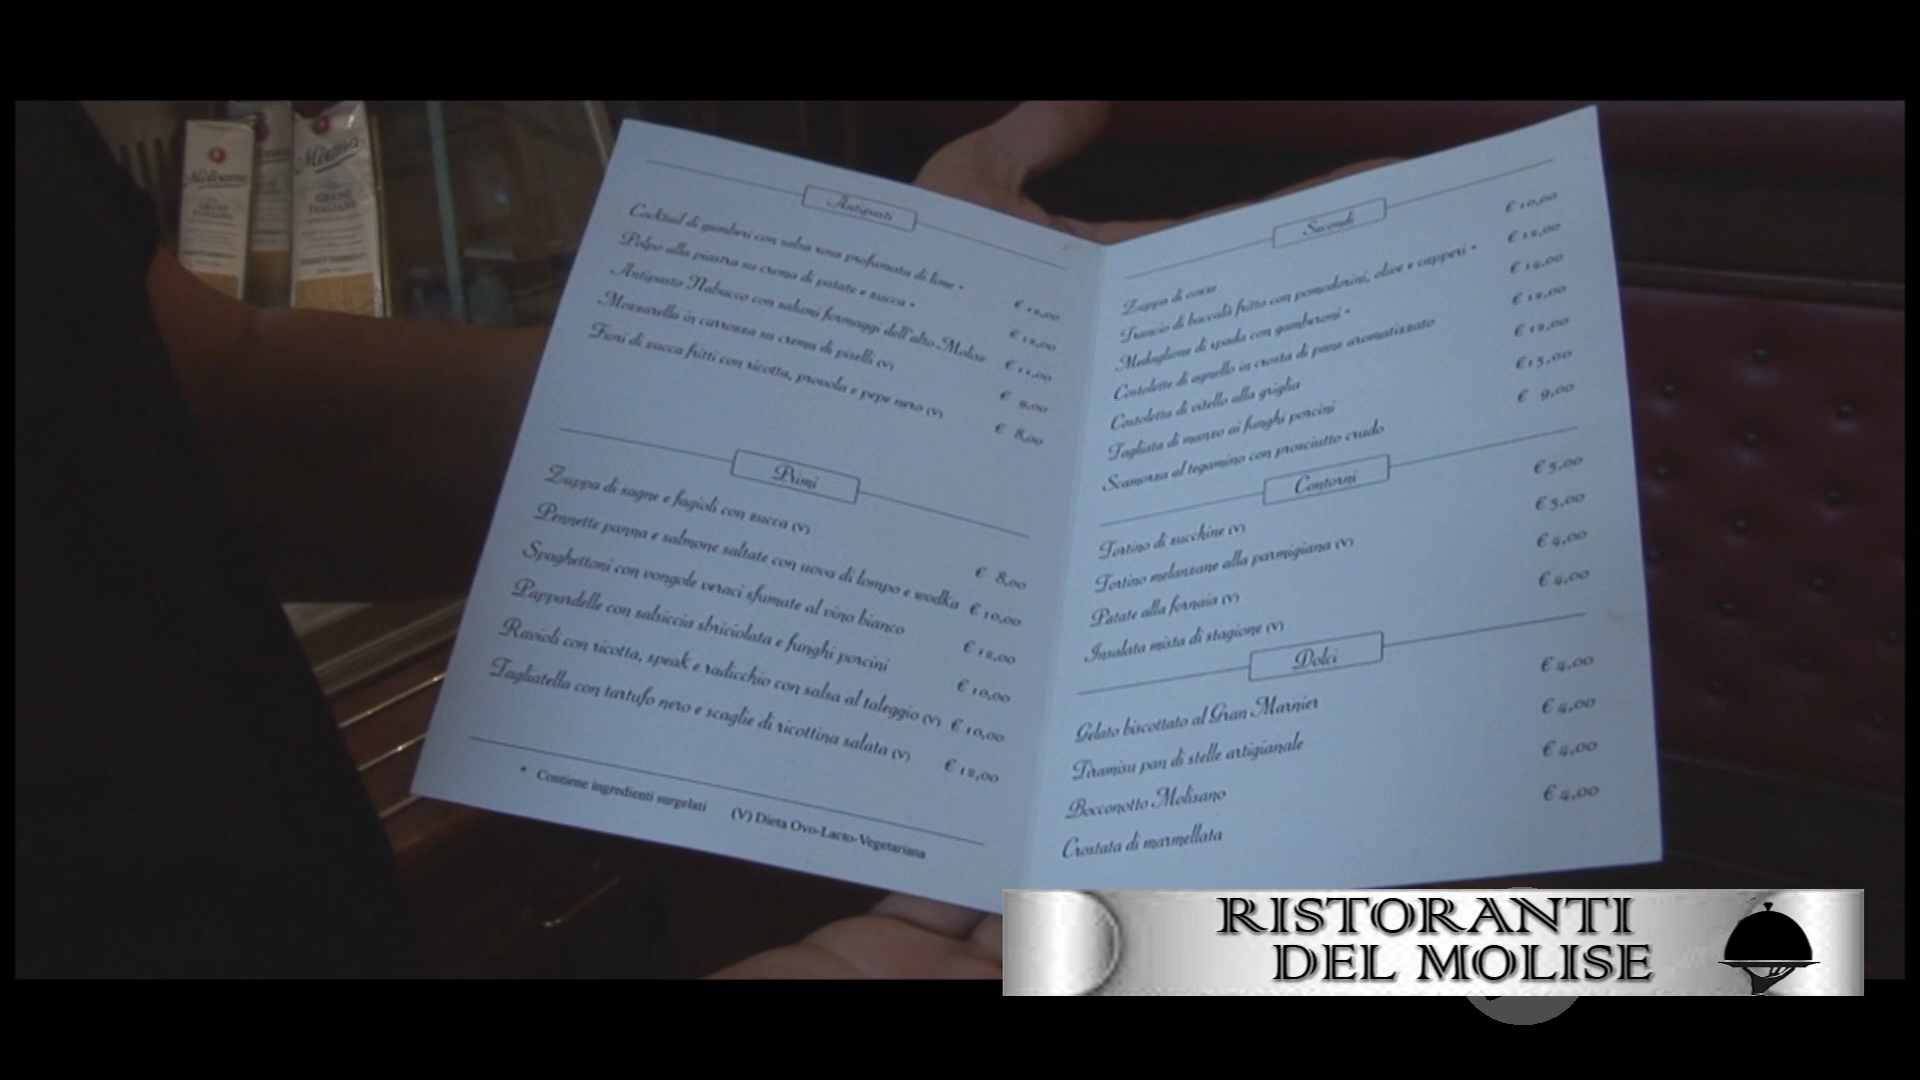 Molisana
GRANO
ITALIANO
Antipasti
Cocktail di gamberi con salsa rosa profumata di lime * € 12,00
Polpo alla piastra su crema di patate e zucca * € 12,00
Antipasto Nabucco con salumi formaggi dell'alto Molise € 11,00
Mozzarella in carrozza su crema di piselli (V) € 9,00
Fiori di zucca fritti con ricotta, provola e pepe nero (V) € 8,00
Primi
Zuppa di sagne e fagioli con zucca (V) € 8,00
Pennette panna e salmone saltate con uova di lompo e wodka € 10,00
Spaghettoni con vongole veraci sfumate al vino bianco € 12,00
Pappardelle con salsiccia sbriciolata e funghi porcini € 10,00
Ravioli con ricotta, speak e radicchio con salsa al taleggio (V) € 10,00
Tagliatella con tartufo nero e scaglie di ricottina salata (V) € 12,00
* Contiene ingredienti surgelati (V) Dieta Ovo-Lacto-Vegetariana
Secondi
Zuppa di cozze € 10,00
Trancio di baccalà fritto con pomodorini, olive e capperi * € 12,00
Medaglione di spada con gamberoni * € 14,00
Costolette di agnello in crosta di pane aromatizzato € 12,00
Costoletta di vitello alla griglia € 12,00
Tagliata di manzo ai funghi porcini € 15,00
Scamorza al tegamino con prosciutto crudo € 9,00
Contorni
Tortino di zucchine (V) € 5,00
Tortino melanzane alla parmigiana (V) € 5,00
Patate alla fornaia (V) € 4,00
Insalata mista di stagione (V) € 4,00
Dolci
Gelato biscottato al Gran Marnier € 4,00
Tiramisu pan di stelle artigianale € 4,00
Bocconotto Molisano € 4,00
Crostata di marmellata € 4,00
RISTORANTI
DEL MOLISE